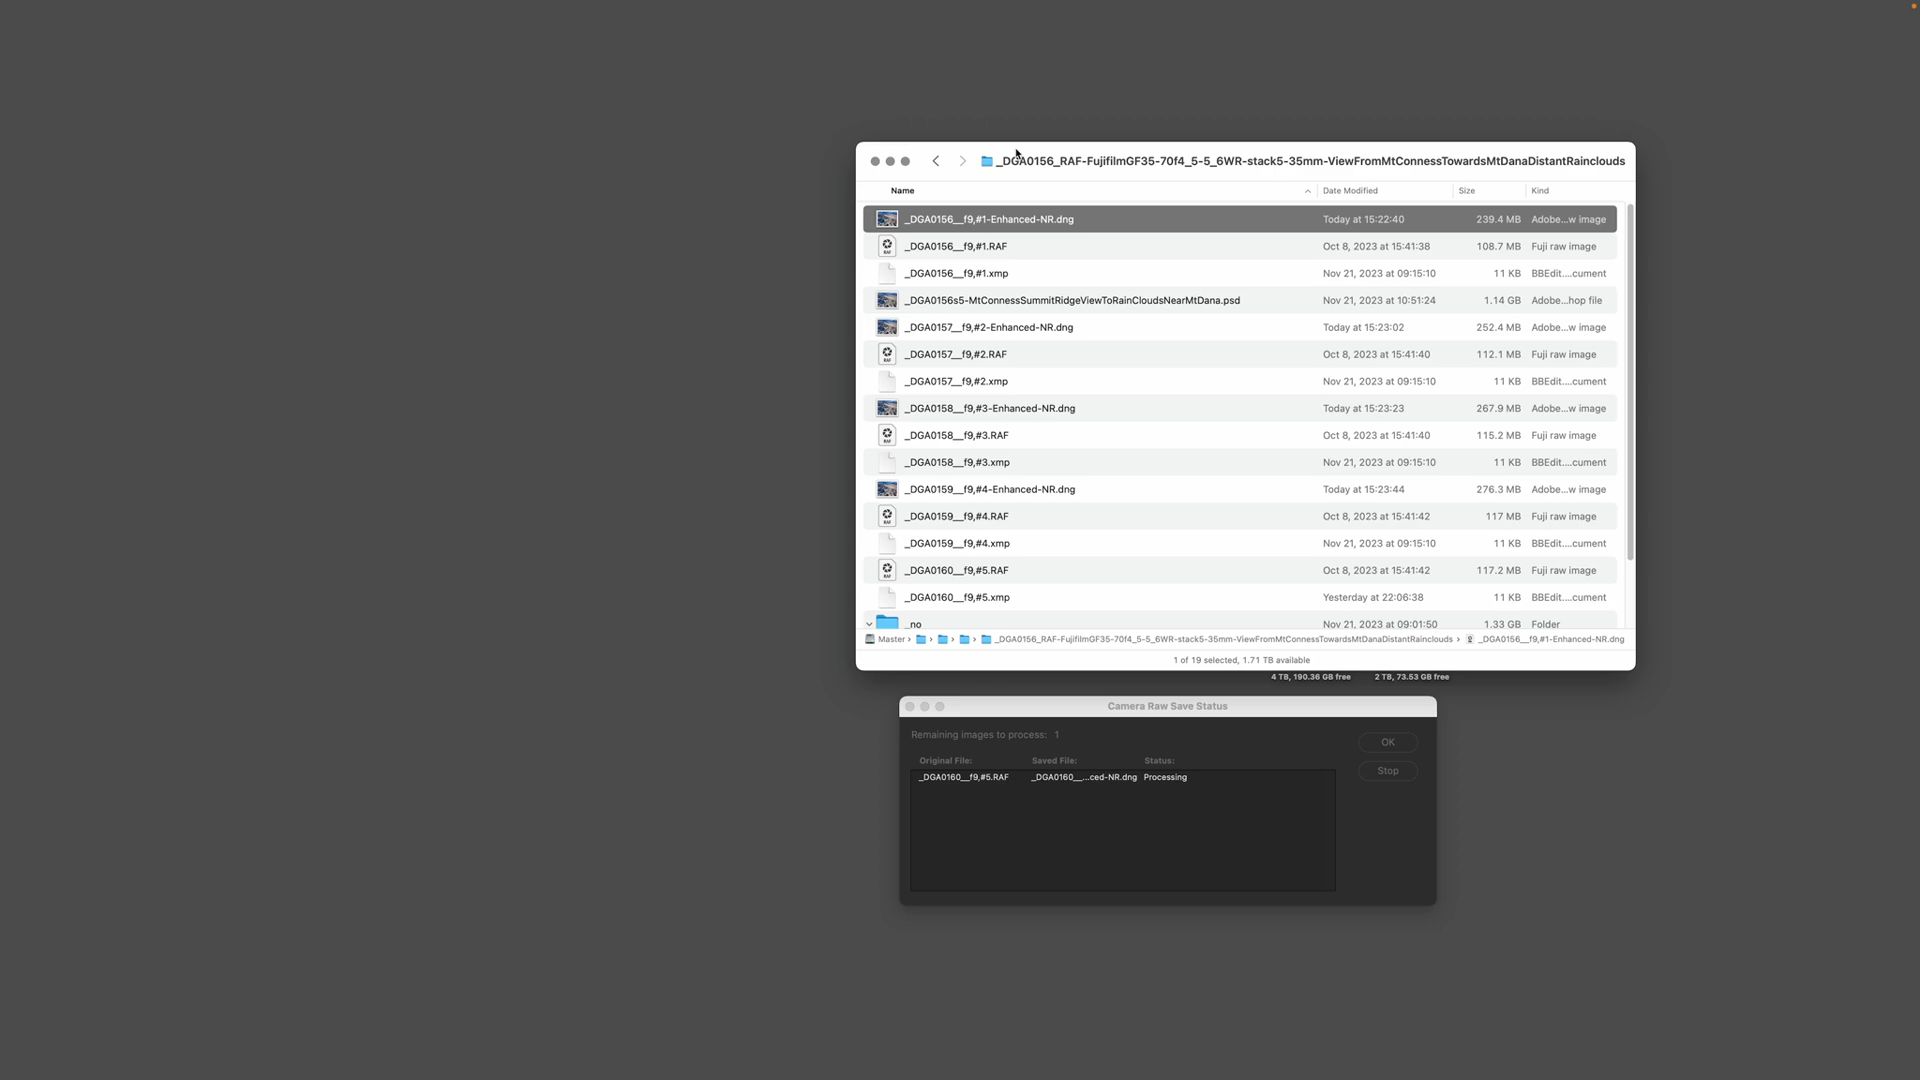 _DGA0156_RAF-FujifilmGF35-70f4_5-5_6WR-stack5-35mm-ViewFromMtConnessTowardsMtDanaDistantRainclouds
Name Date Modified Size Kind
_DGA0156__f9,#1-Enhanced-NR.dng Today at 15:22:40 239.4 MB Adobe...w image
_DGA0156__f9,#1.RAF Oct 8, 2023 at 15:41:38 108.7 MB Fuji raw image
_DGA0156__f9,#1.xmp Nov 21, 2023 at 09:15:10 11 KB BBEdit....cument
_DGA0156s5-MtConnessSummitRidgeViewToRainCloudsNearMtDana.psd Nov 21, 2023 at 10:51:24 1.14 GB Adobe...hop file
_DGA0157__f9,#2-Enhanced-NR.dng Today at 15:23:02 252.4 MB Adobe...w image
_DGA0157__f9,#2.RAF Oct 8, 2023 at 15:41:40 112.1 MB Fuji raw image
_DGA0157__f9,#2.xmp Nov 21, 2023 at 09:15:10 11 KB BBEdit....cument
_DGA0158__f9,#3-Enhanced-NR.dng Today at 15:23:23 267.9 MB Adobe...w image
_DGA0158__f9,#3.RAF Oct 8, 2023 at 15:41:40 115.2 MB Fuji raw image
_DGA0158__f9,#3.xmp Nov 21, 2023 at 09:15:10 11 KB BBEdit....cument
_DGA0159__f9,#4-Enhanced-NR.dng Today at 15:23:44 276.3 MB Adobe...w image
_DGA0159__f9,#4.RAF Oct 8, 2023 at 15:41:42 117 MB Fuji raw image
_DGA0159__f9,#4.xmp Nov 21, 2023 at 09:15:10 11 KB BBEdit....cument
_DGA0160__f9,#5.RAF Oct 8, 2023 at 15:41:42 117.2 MB Fuji raw image
_DGA0160__f9,#5.xmp Yesterday at 22:06:38 11 KB BBEdit....cument
_no Nov 21, 2023 at 09:01:50 1.33 GB Folder
Master › › › › _DGA0156_RAF-FujifilmGF35-70f4_5-5_6WR-stack5-35mm-ViewFromMtConnessTowardsMtDanaDistantRainclouds › _DGA0156__f9,#1-Enhanced-NR.dng
1 of 19 selected, 1.71 TB available
4 TB, 190.36 GB free 2 TB, 73.53 GB free
Camera Raw Save Status
Remaining images to process: 1
OK
Original File: Saved File: Status:
Stop
_DGA0160__f9,#5.RAF _DGA0160__...ced-NR.dng Processing